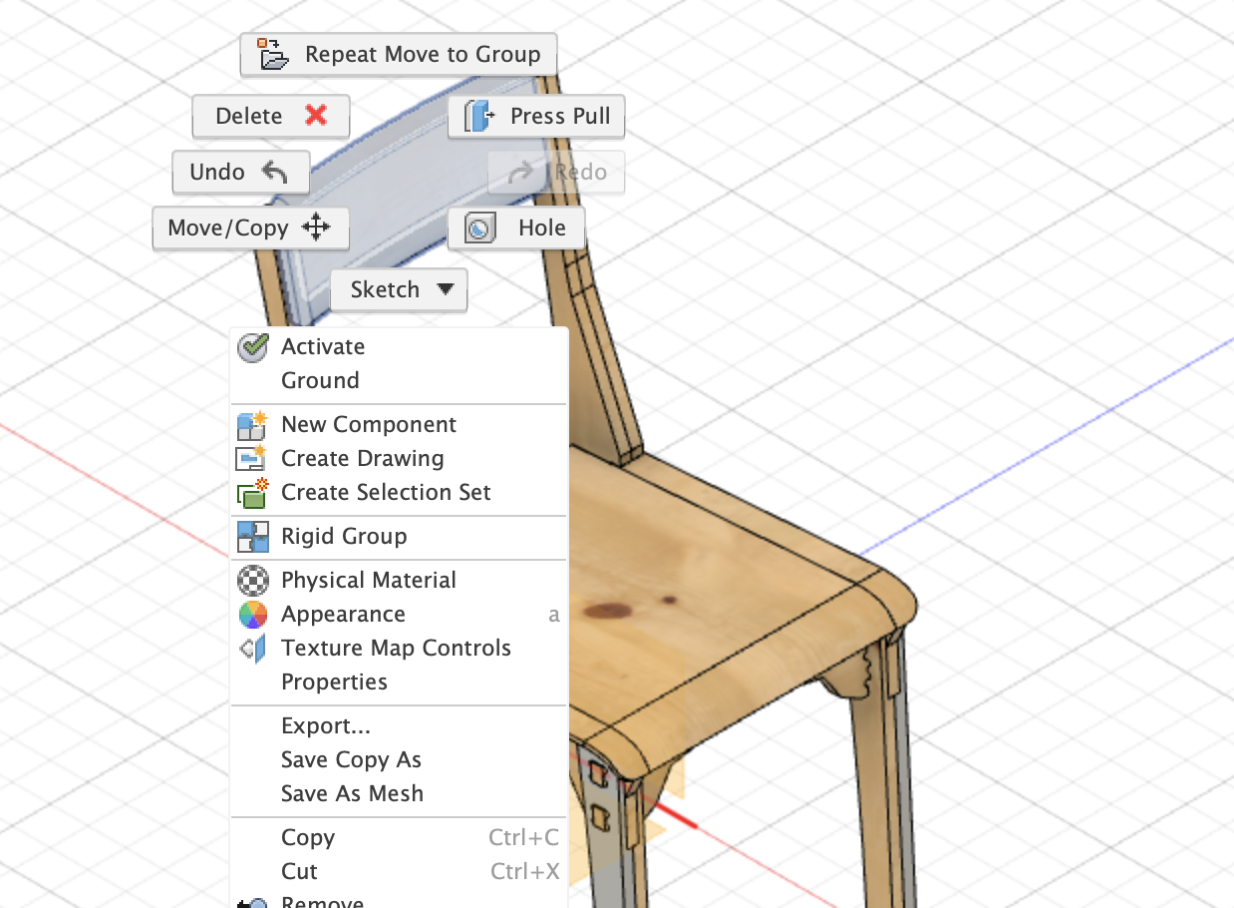 Repeat Move to Group
Delete
Press Pull
Undo
Redo
Move/Copy
Hole
Sketch
Activate
Ground
New Component
Create Drawing
Create Selection Set
Rigid Group
Physical Material
Appearance a
Texture Map Controls
Properties
Export...
Save Copy As
Save As Mesh
Copy Ctrl+C
Cut Ctrl+X
Remove